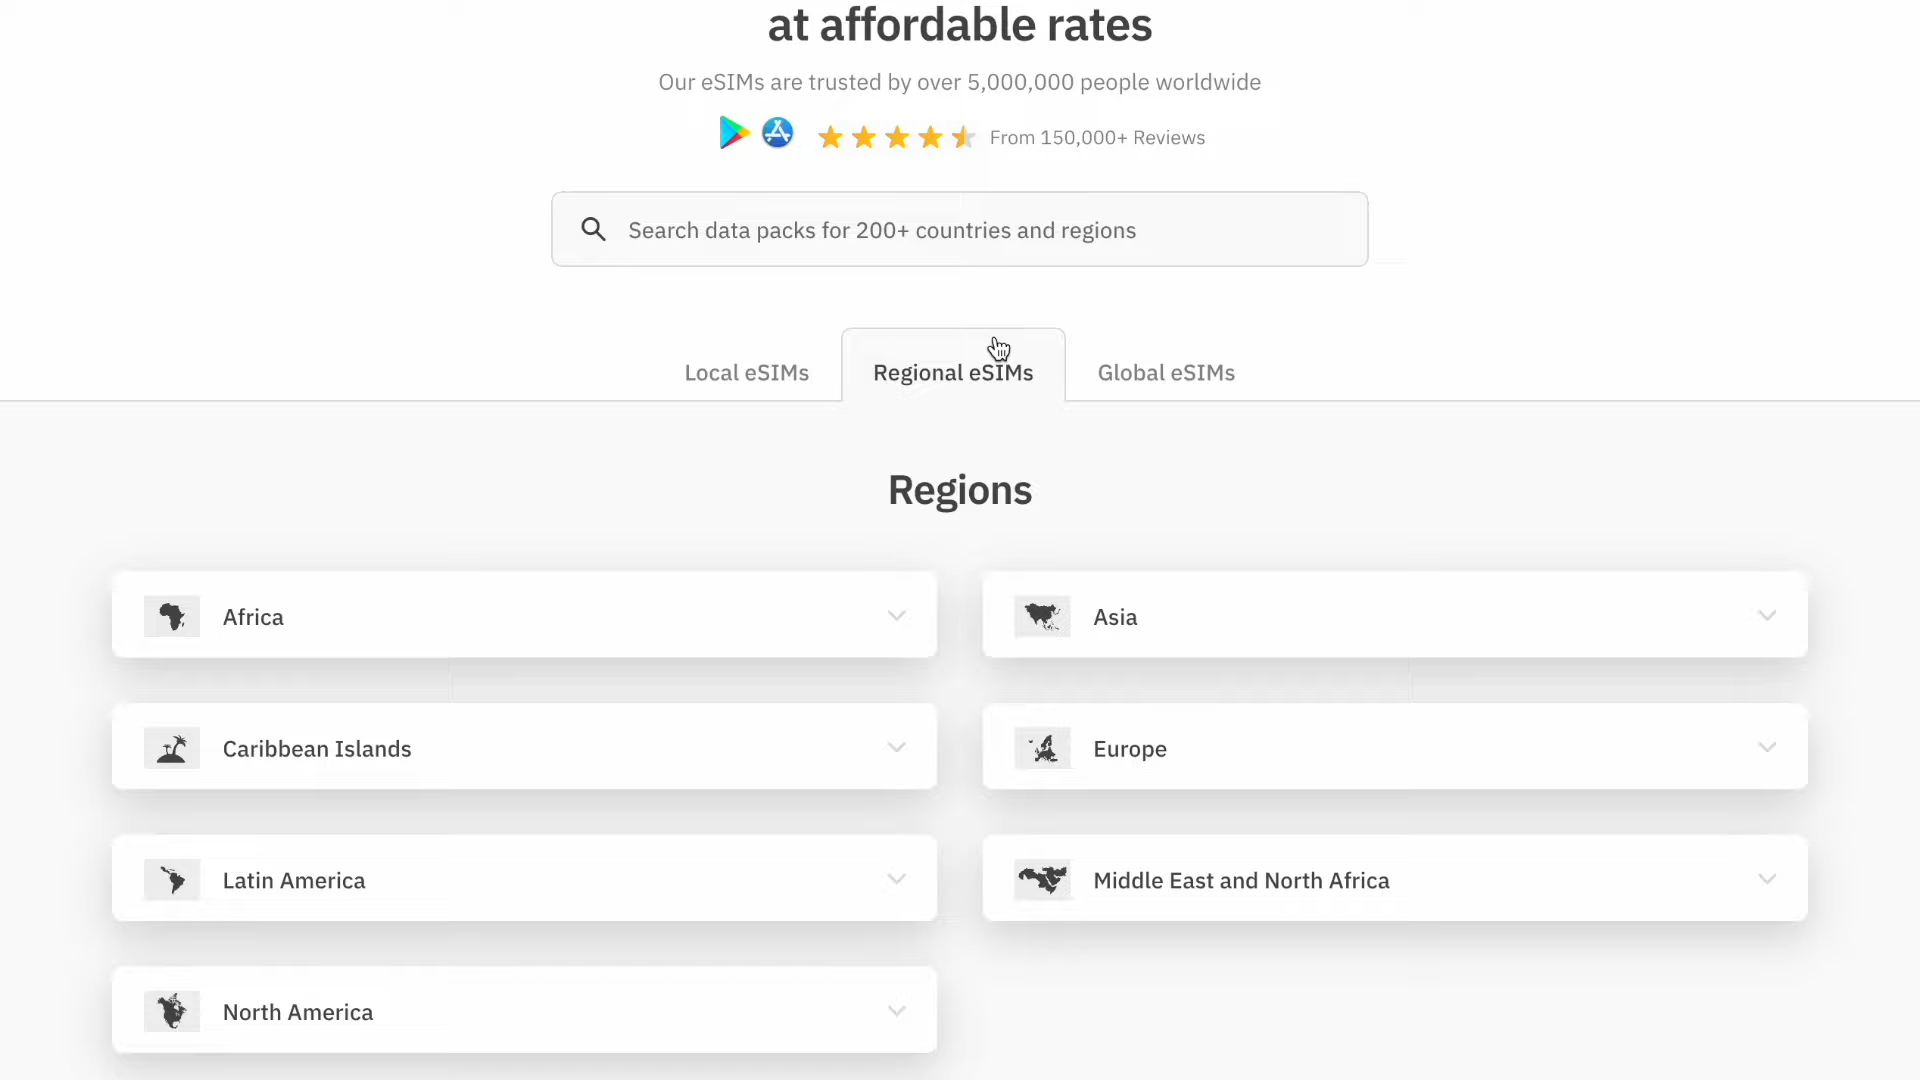 at affordable rates
Our eSIMs are trusted by over 5,000,000 people worldwide
From 150,000+ Reviews
Search data packs for 200+ countries and regions
Local eSIMs
Regional eSIMs
Global eSIMs
Regions
Africa
Asia
Caribbean Islands
Europe
Latin America
Middle East and North Africa
North America